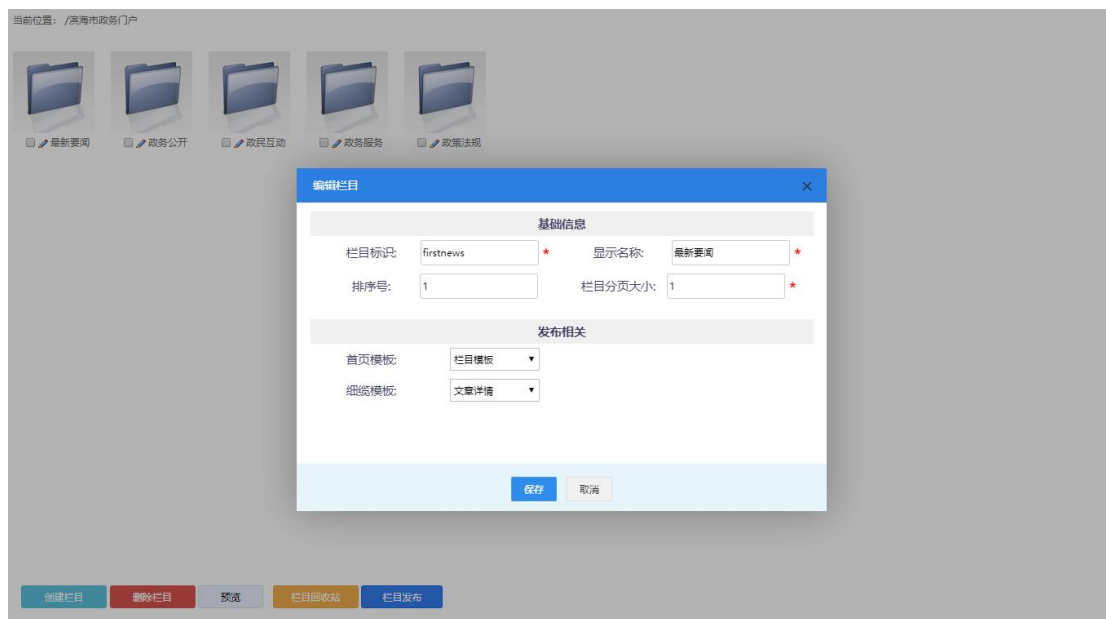 当前位置: /滨海市政务门户
最新要闻 政务公开 政民互动 政务服务 政策法规
编辑栏目 ×
基础信息
栏目标识: firstnews * 显示名称: 最新要闻 *
排序号: 1 栏目分页大小: 1 *
发布相关
首页模板: 栏目模板
细缆模板: 文章详情
保存 取消
创建栏目 删除栏目 预览 栏目回收站 栏目发布